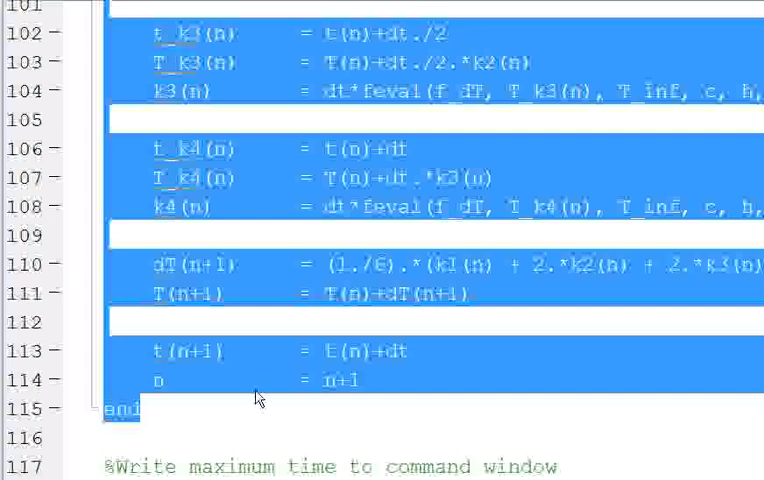 101
102 - t_k3(n) = t(n)+dt./2
103 - T_k3(n) = T(n)+dt./2.*k2(n)
104 - k3(n) = dt*feval(f_dT, T_k3(n), T_inf, c, h,
105
106 - t_k4(n) = t(n)+dt
107 - T_k4(n) = T(n)+dt.*k3(n)
108 - k4(n) = dt*feval(f_dT, T_k4(n), T_inf, c, h,
109
110 - dT(n+1) = (1./6).*(k1(n) + 2.*k2(n) + 2.*k3(n)
111 - T(n+1) = T(n)+dT(n+1)
112
113 - t(n+1) = t(n)+dt
114 - n = n+1
115 - end
116
117 %Write maximum time to command window